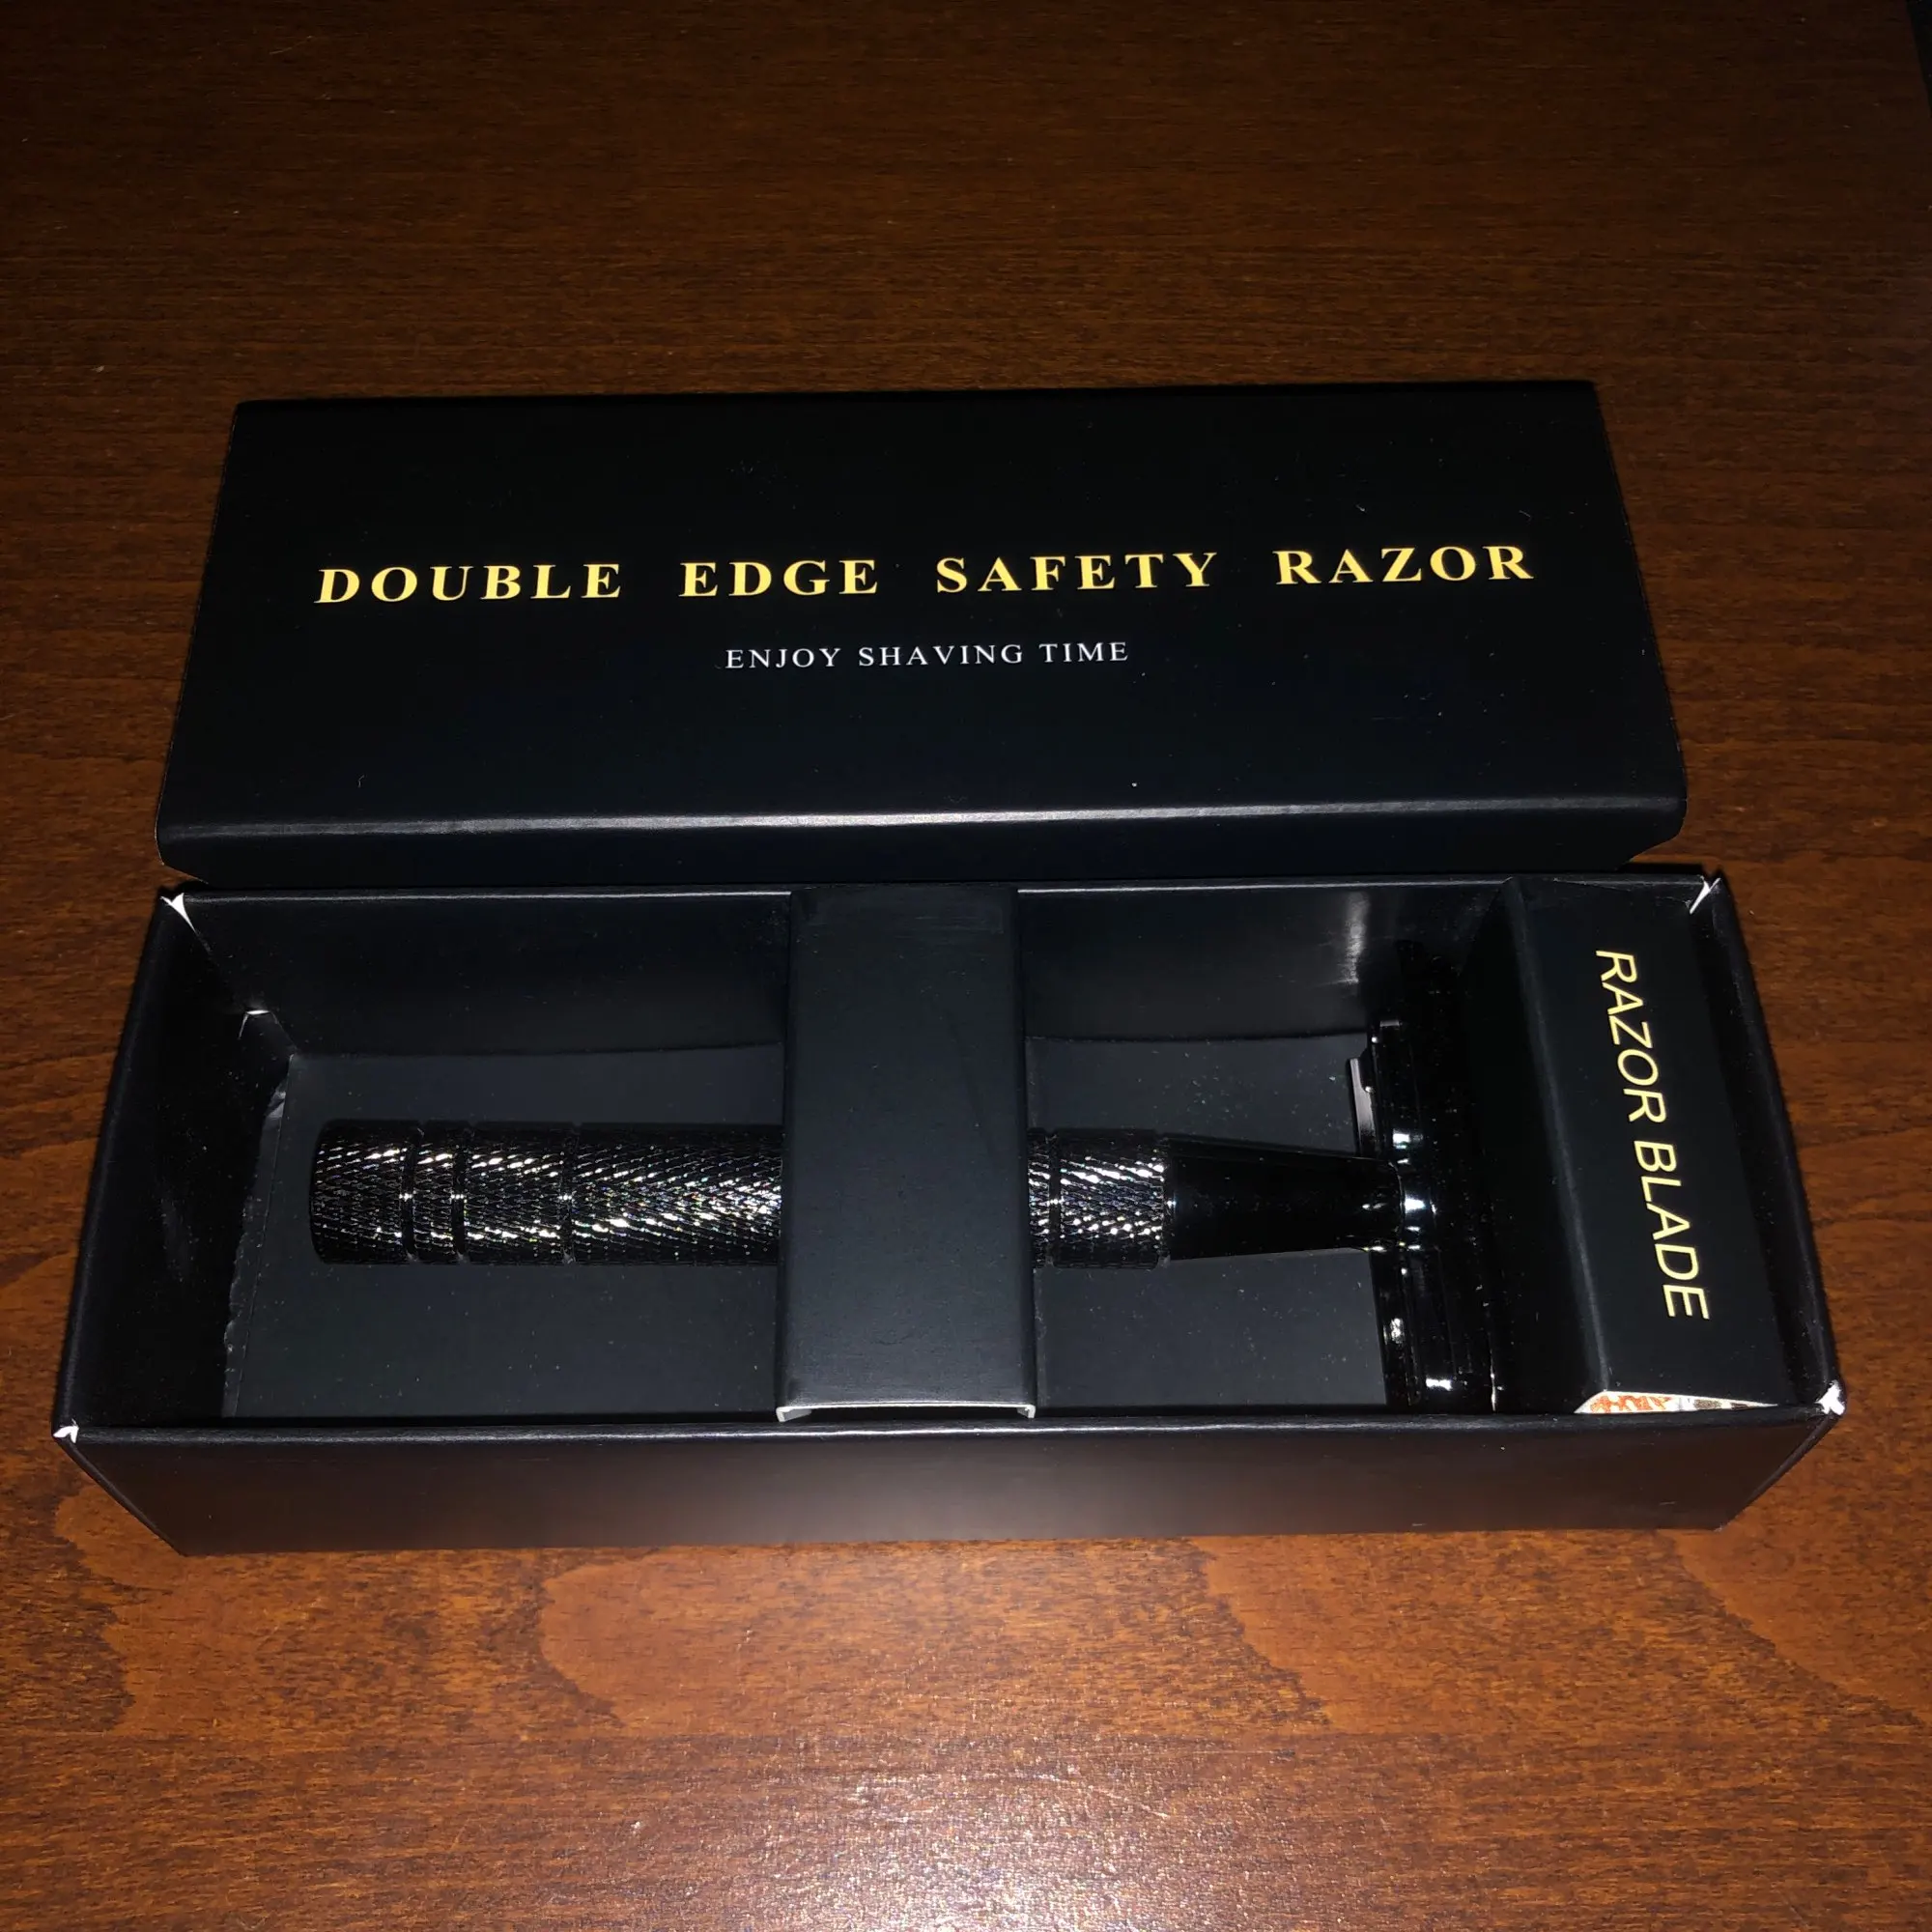 DOUBLE EDGE SAFETY RAZOR
ENJOY SHAVING TIME
RAZOR BLADE